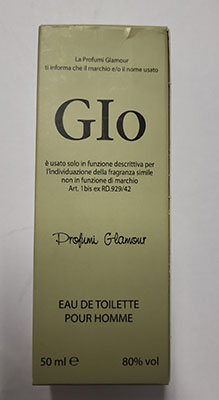 La Profumi Glamour
ti informa che il marchio e/o il nome usato
GIo
è usato solo in funzione descrittiva per
l'individuazione della fragranza simile
non in funzione di marchio
Art. 1bis ex RD.929/42
Profumi Glamour
EAU DE TOILETTE
POUR HOMME
50 ml ℮
80% vol